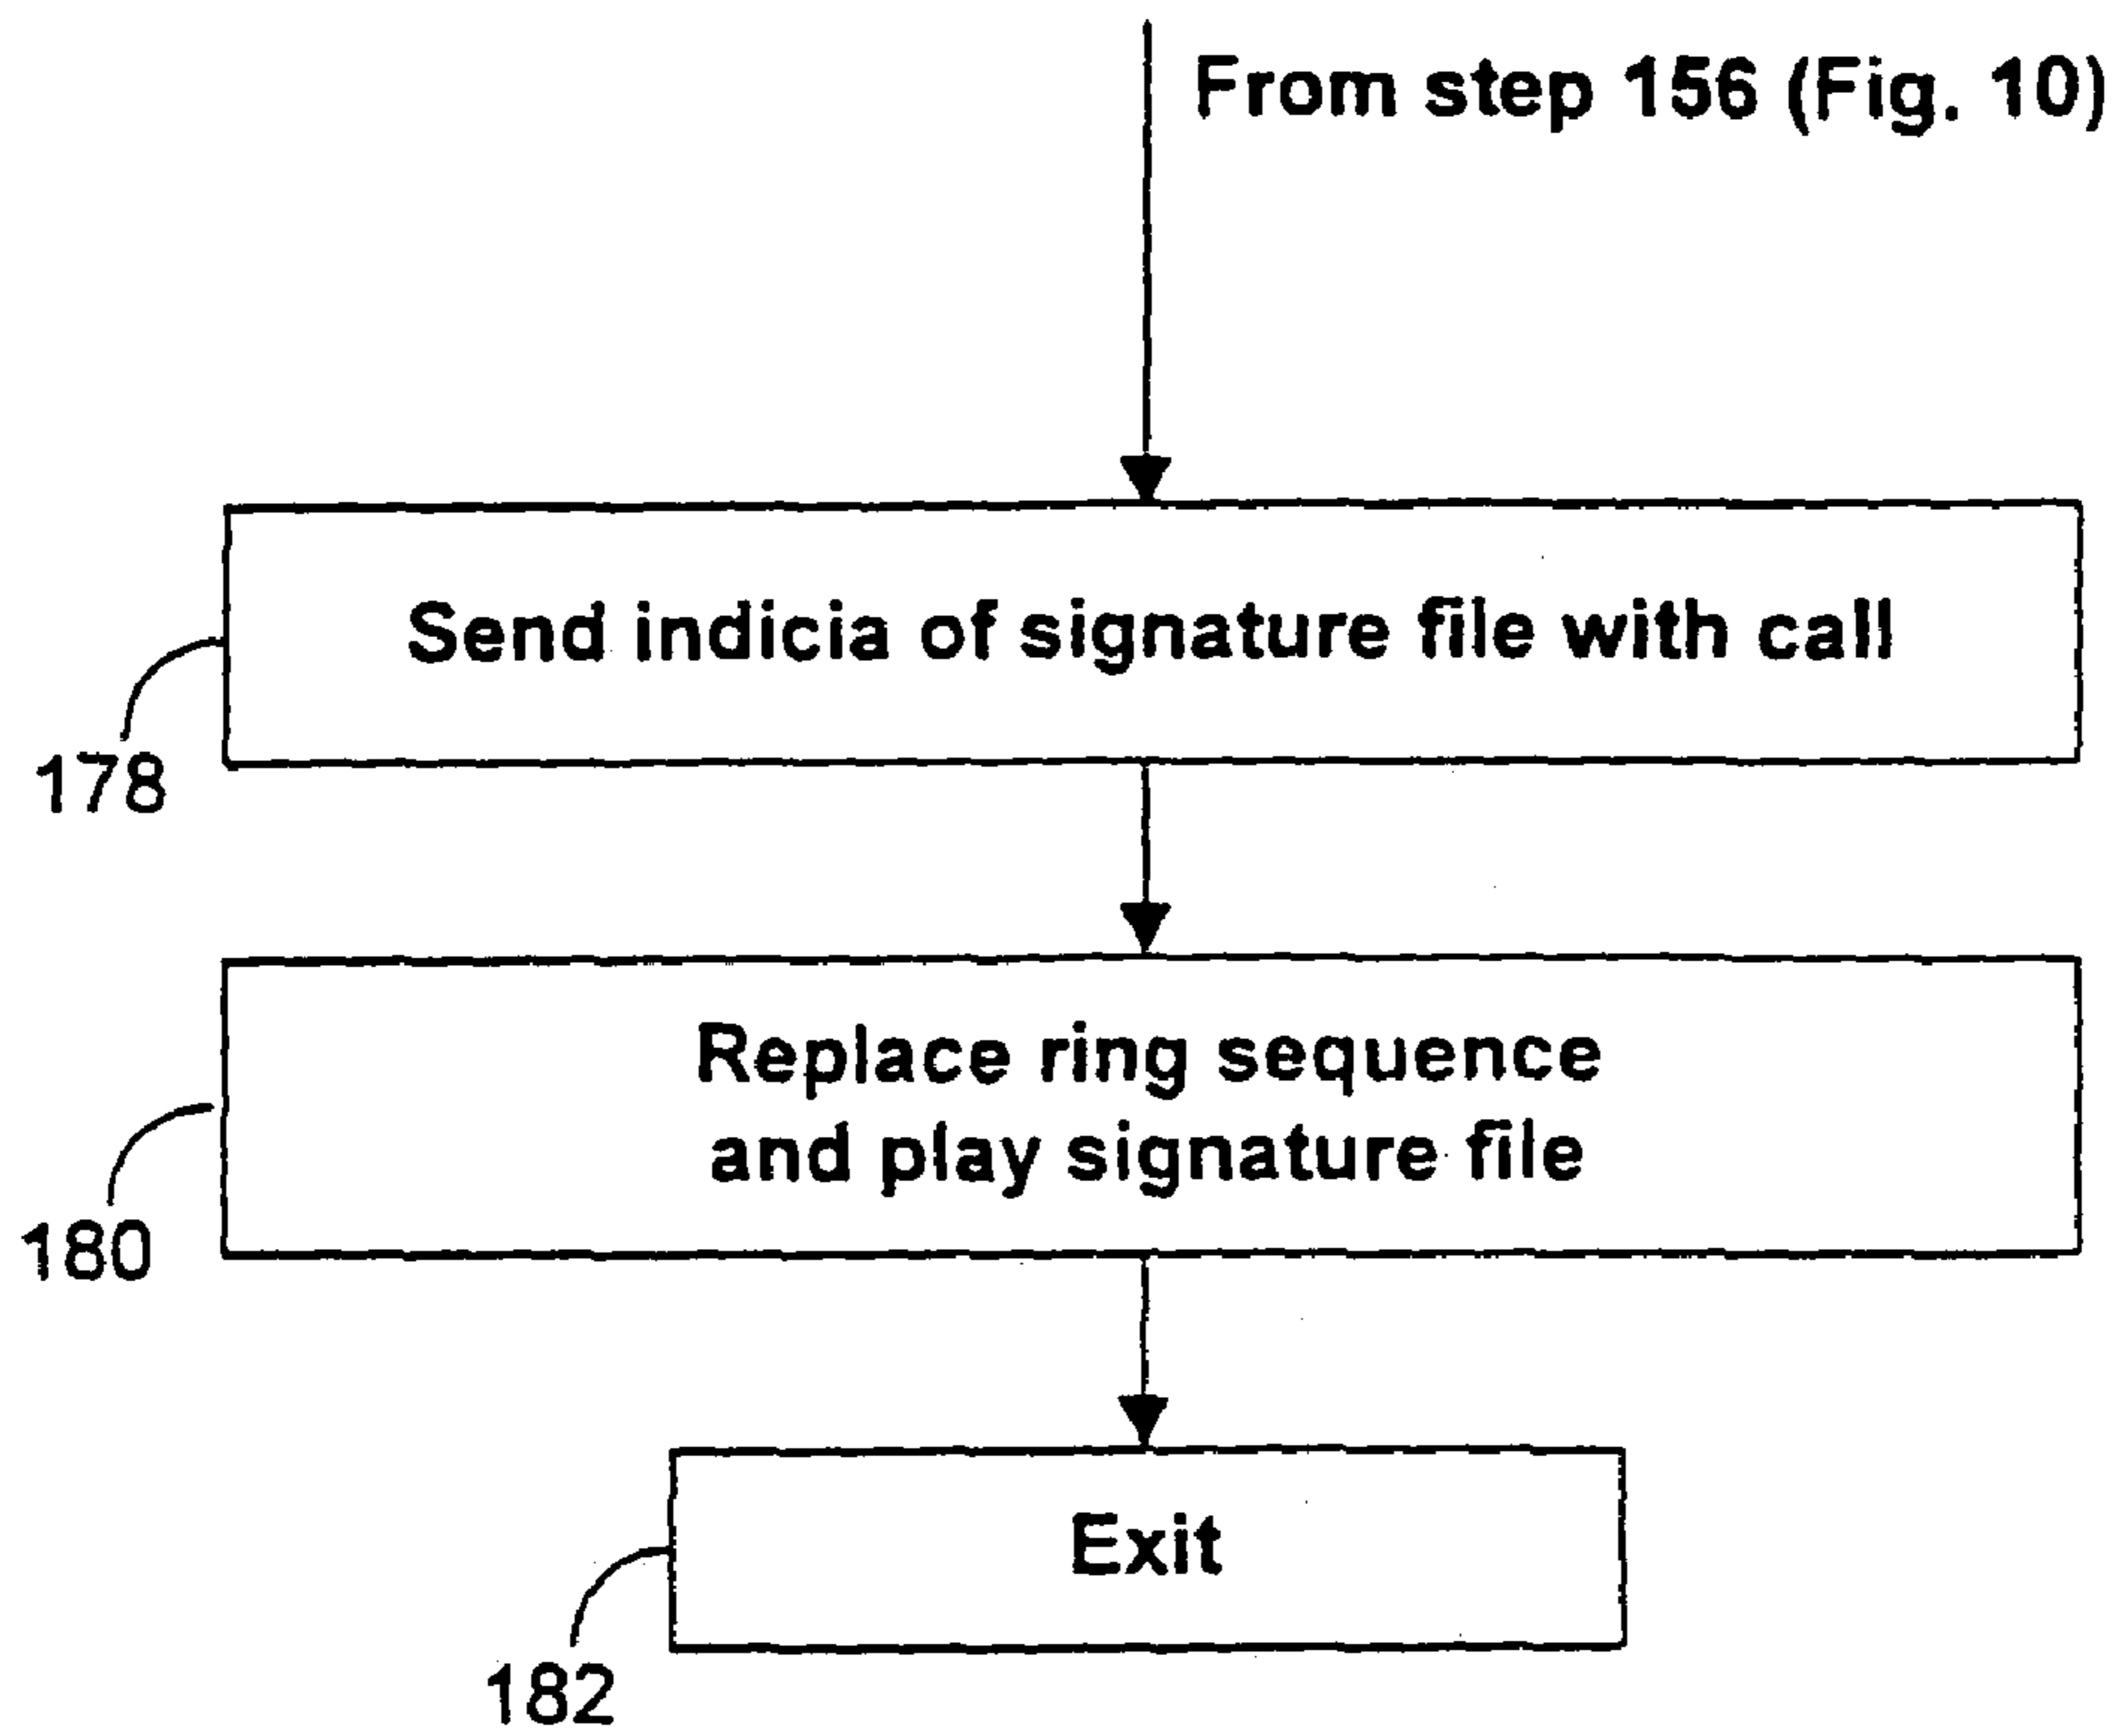 From step 156 (Fig. 10)
Send indicia of signature file with call
178
Replace ring sequence
and play signature file
180
Exit
182